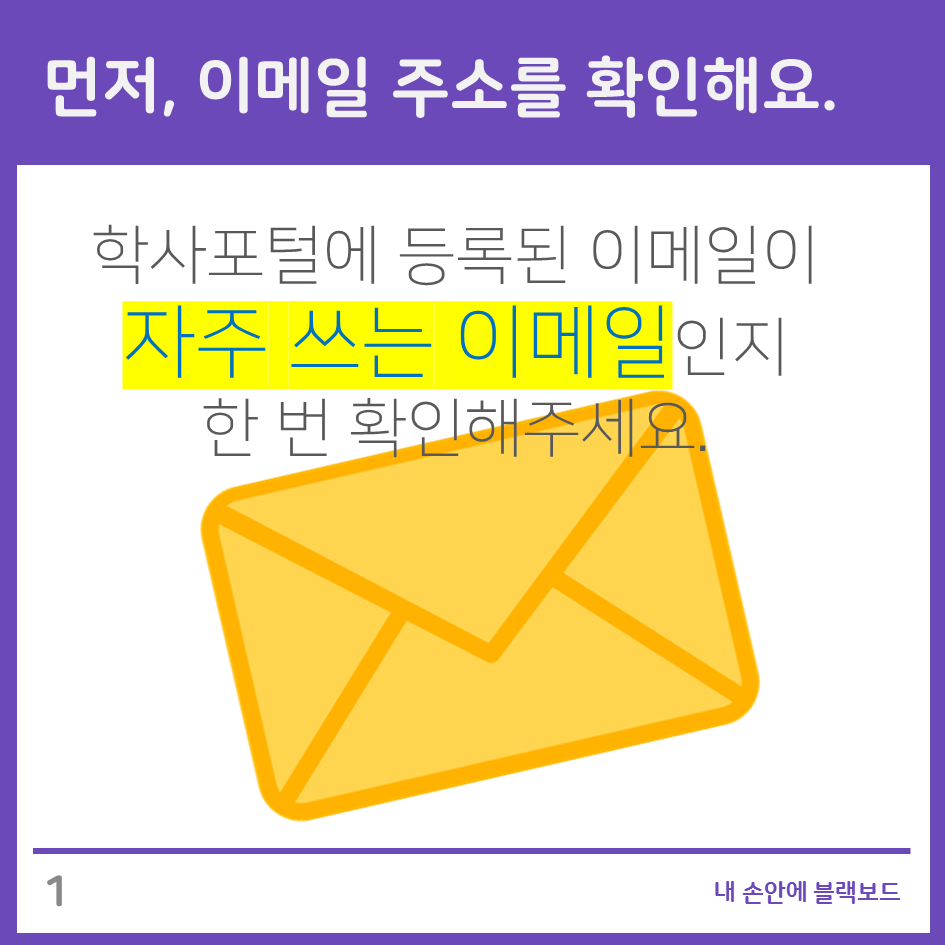 먼저, 이메일 주소를 확인해요.
학사포털에 등록된 이메일이
자주 쓰는 이메일인지
한 번 확인해주세요.
1
내 손안에 블랙보드